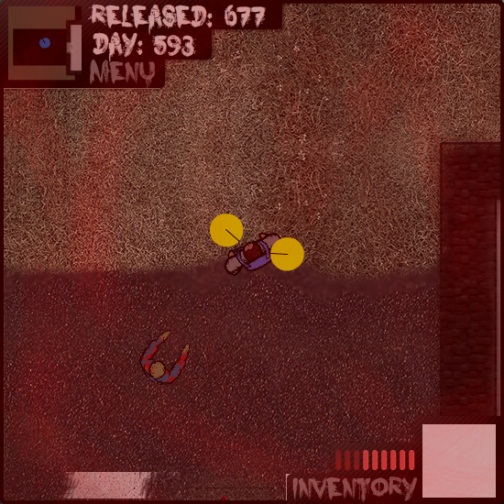 RELEASED: 677
DAY: 593
MENU
INVENTORY